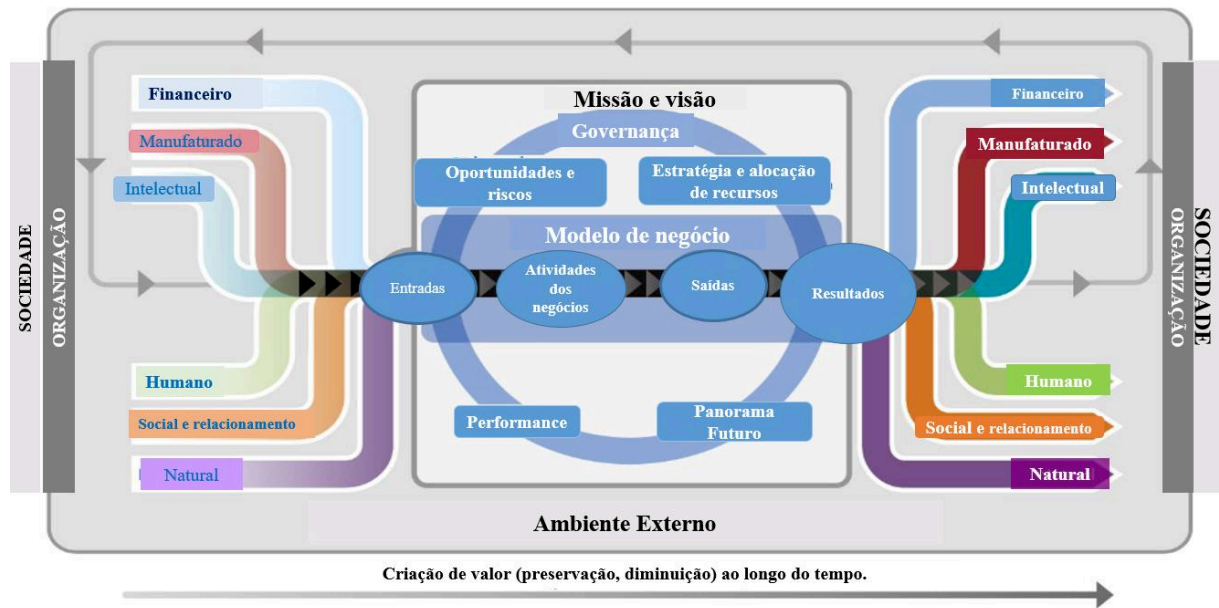 SOCIEDADE
ORGANIZAÇÃO
Financeiro
Manufaturado
Intelectual
Humano
Social e relacionamento
Natural
Missão e visão
Governança
Oportunidades e
riscos
Estratégia e alocação
de recursos
Modelo de negócio
Entradas
Atividades
dos
negócios
Saídas
Resultados
Performance
Panorama
Futuro
Financeiro
Manufaturado
Intelectual
Humano
Social e relacionamento
Natural
ORGANIZAÇÃO
SOCIEDADE
Ambiente Externo
Criação de valor (preservação, diminuição) ao longo do tempo.